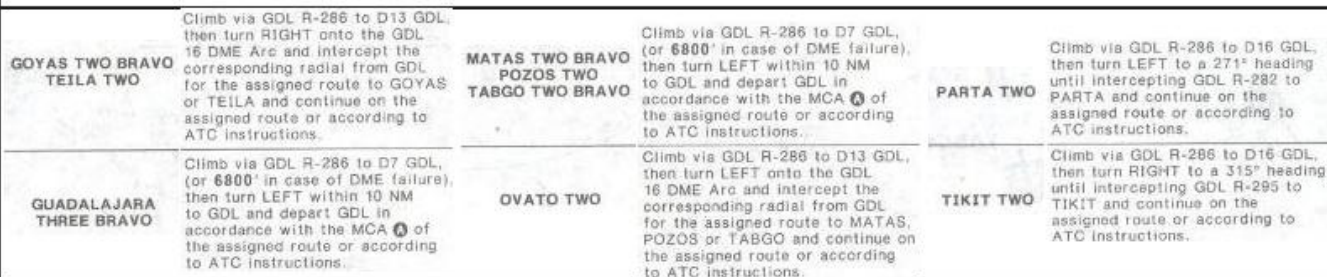 GOYAS TWO BRAVO
TEILA TWO
Climb via GDL R-286 to D13 GDL,
then turn RIGHT onto the GDL
16 DME Arc and intercept the
corresponding radial from GDL
for the assigned route to GOYAS
or TEILA and continue on the
assigned route or according to
ATC instructions.
MATAS TWO BRAVO
POZOS TWO
TABGO TWO BRAVO
Climb via GDL R-286 to D7 GDL,
(or 6800' in case of DME failure),
then turn LEFT within 10 NM
to GDL and depart GDL in
accordance with the MCA A of
the assigned route or according
to ATC instructions.
PARTA TWO
Climb via GDL R-286 to D16 GDL,
then turn LEFT to a 271° heading
until intercepting GDL R-282 to
PARTA and continue on the
assigned route or according to
ATC instructions.
GUADALAJARA
THREE BRAVO
Climb via GDL R-286 to D7 GDL,
(or 6800' in case of DME failure),
then turn LEFT within 10 NM
to GDL and depart GDL in
accordance with the MCA A of
the assigned route or according
to ATC instructions.
OVATO TWO
Climb via GDL R-286 to D13 GDL,
then turn LEFT onto the GDL
16 DME Arc and intercept the
corresponding radial from GDL
for the assigned route to MATAS,
POZOS or TABGO and continue on
the assigned route or according
to ATC instructions.
TIKIT TWO
Climb via GDL R-286 to D16 GDL,
then turn RIGHT to a 315° heading
until intercepting GDL R-295 to
TIKIT and continue on the
assigned route or according to
ATC instructions.